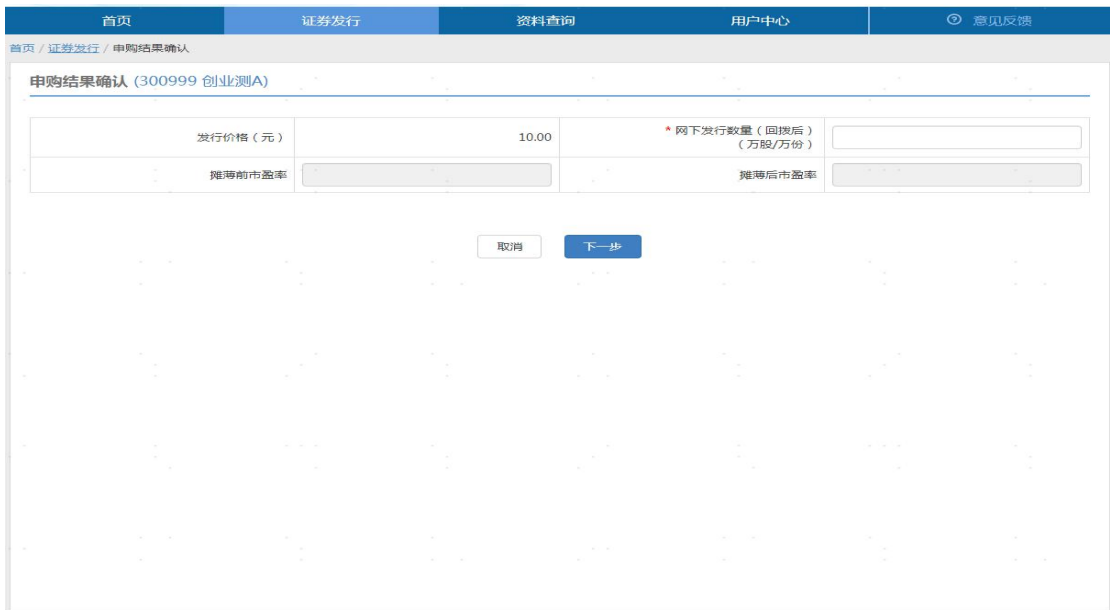 首页 证券发行 资料查询 用户中心 意见反馈
首页 / 证券发行 / 申购结果确认
申购结果确认 (300999 创业测A)
发行价格（元） 10.00 * 网下发行数量（回拨后）
（万股/万份）
摊薄前市盈率 摊薄后市盈率
取消 下一步